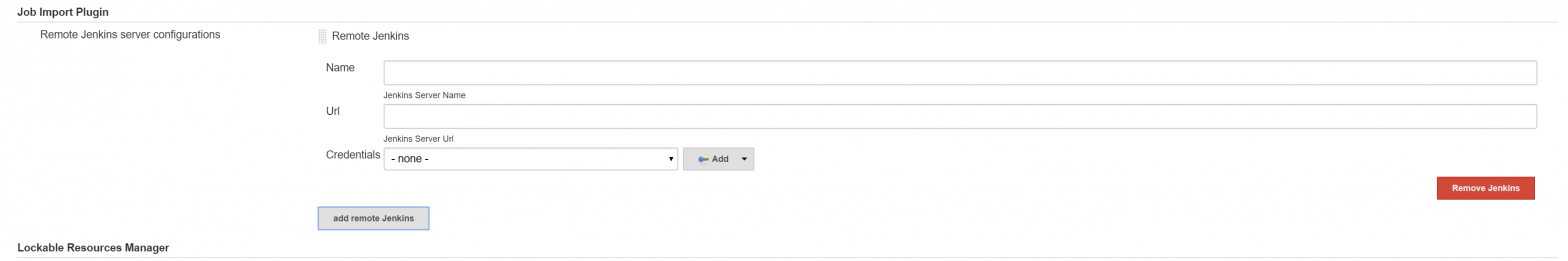 Job Import Plugin
Remote Jenkins server configurations
Remote Jenkins
Name
Jenkins Server Name
Url
Jenkins Server Url
Credentials
- none -
Add
Remove Jenkins
add remote Jenkins
Lockable Resources Manager